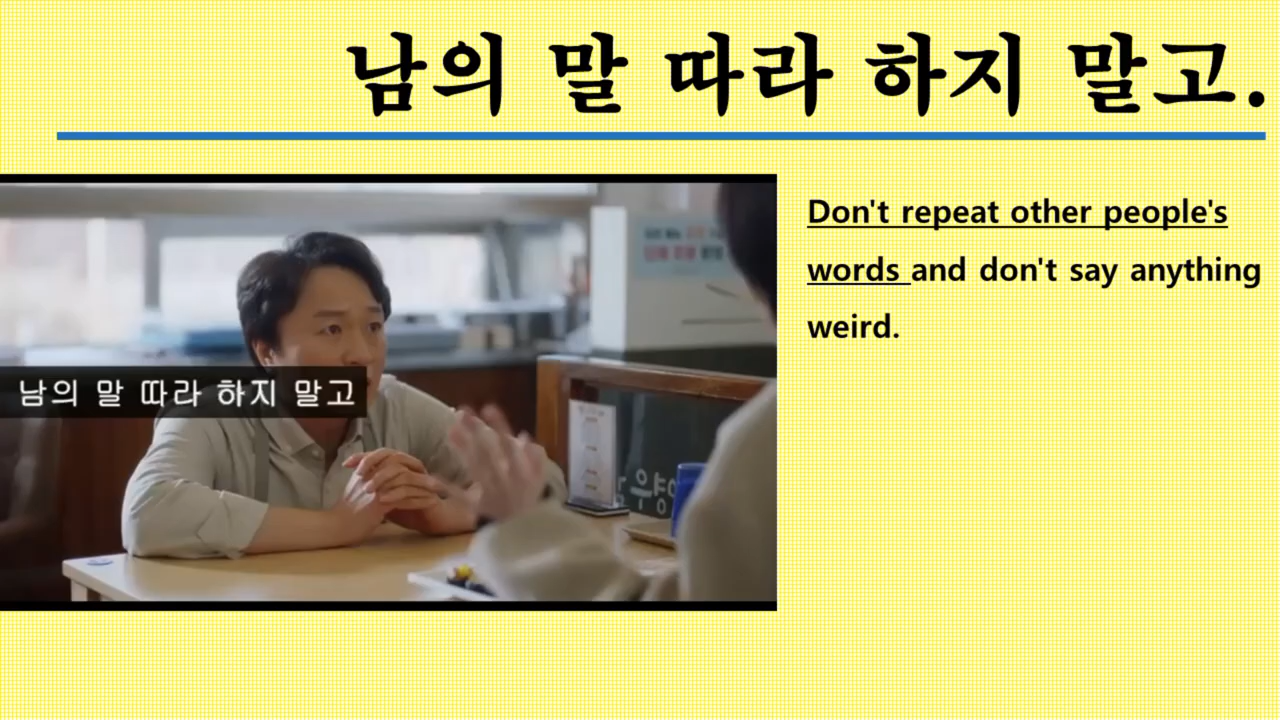 남의 말 따라 하지 말고.
Don't repeat other people's
words and don't say anything
weird.
남의 말 따라 하지 말고